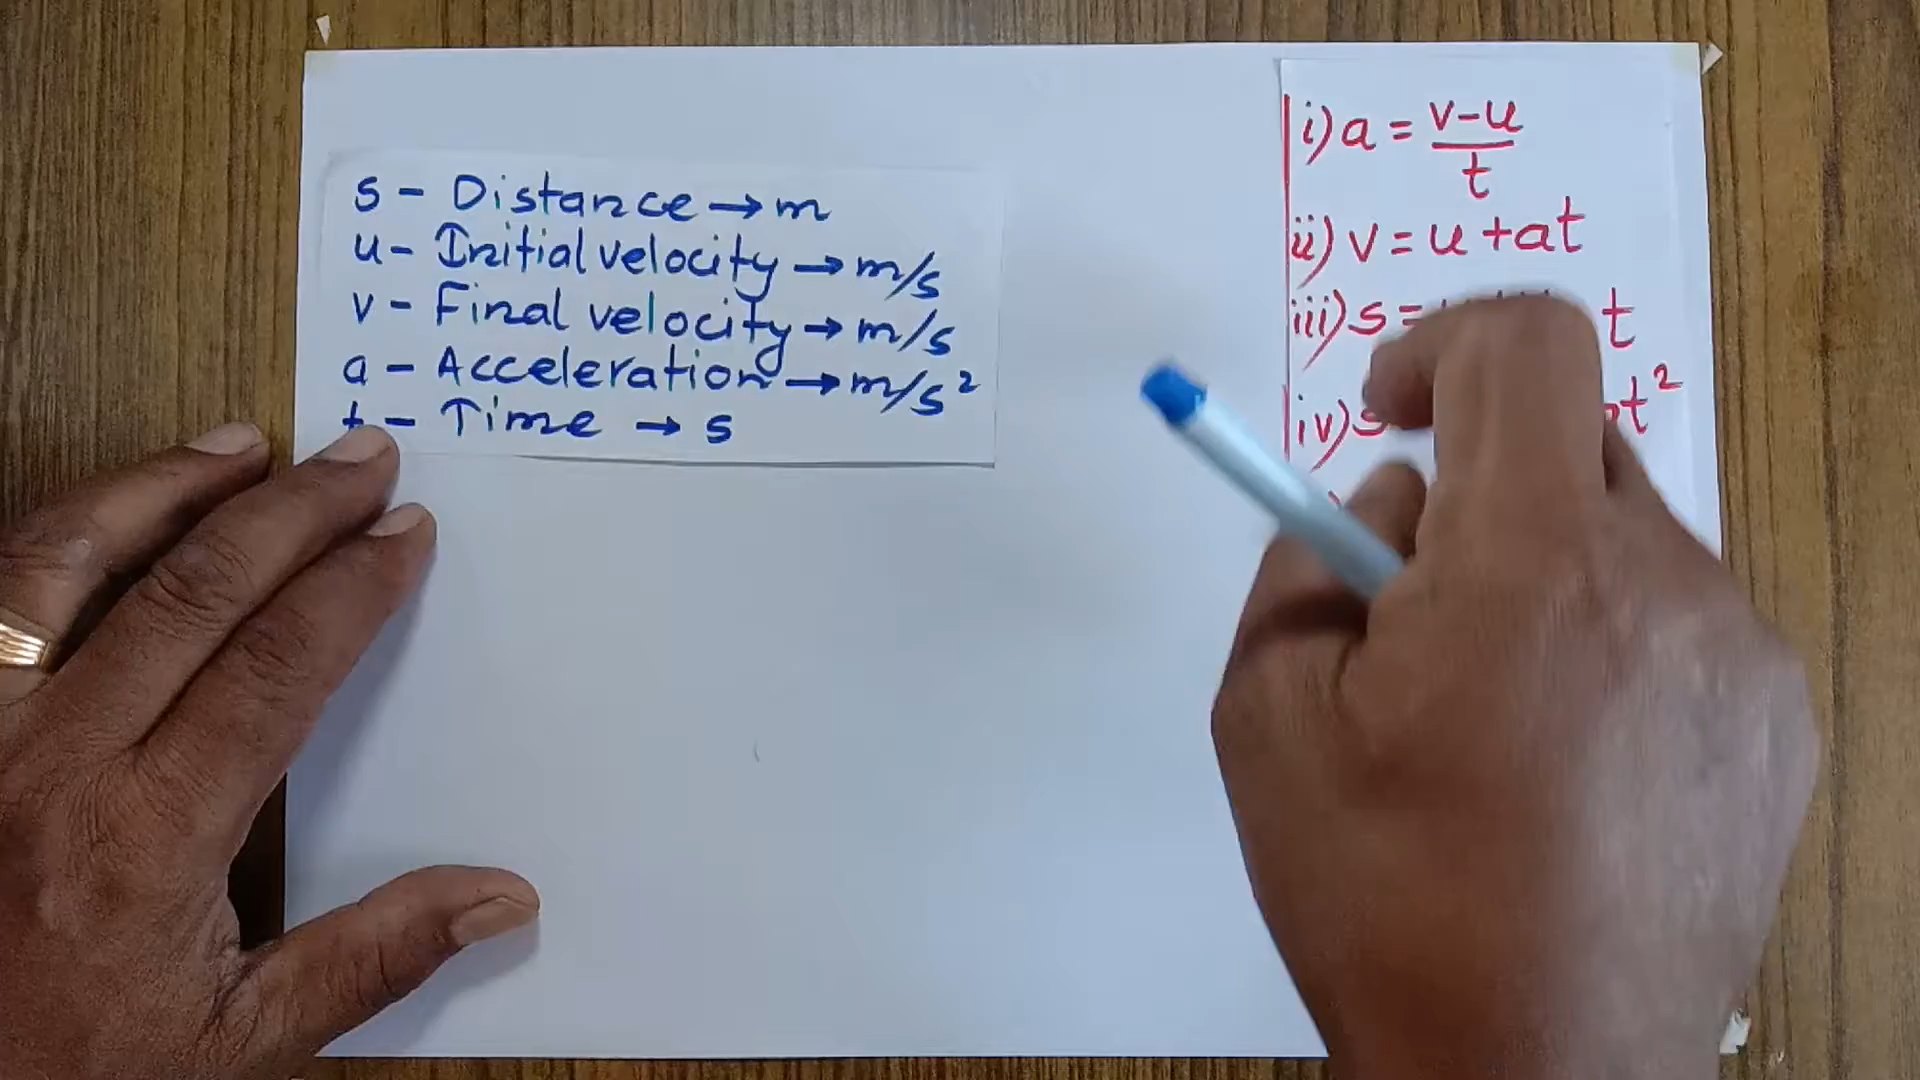 s - Distance → m
u - Initial velocity → m/s
v - Final velocity → m/s
a - Acceleration → m/s²
t - Time → s
i) a = v-u / t
ii) v = u + at
iii) s = t
iv) s t²